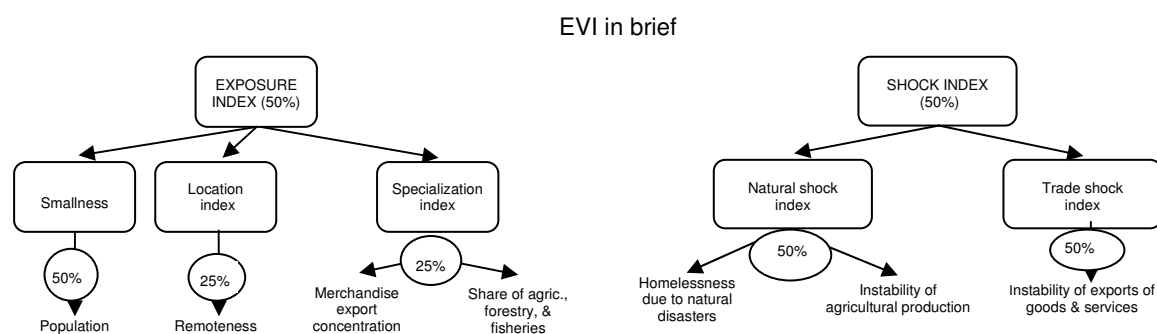 EVI in brief
EXPOSURE
INDEX (50%)
SHOCK INDEX
(50%)
Smallness
Location
index
Specialization
index
Natural shock
index
Trade shock
index
50%
25%
25%
50%
50%
Population
Remoteness
Merchandise
export
concentration
Share of agric.,
forestry, &
fisheries
Homelessness
due to natural
disasters
Instability of
agricultural production
Instability of exports of
goods & services